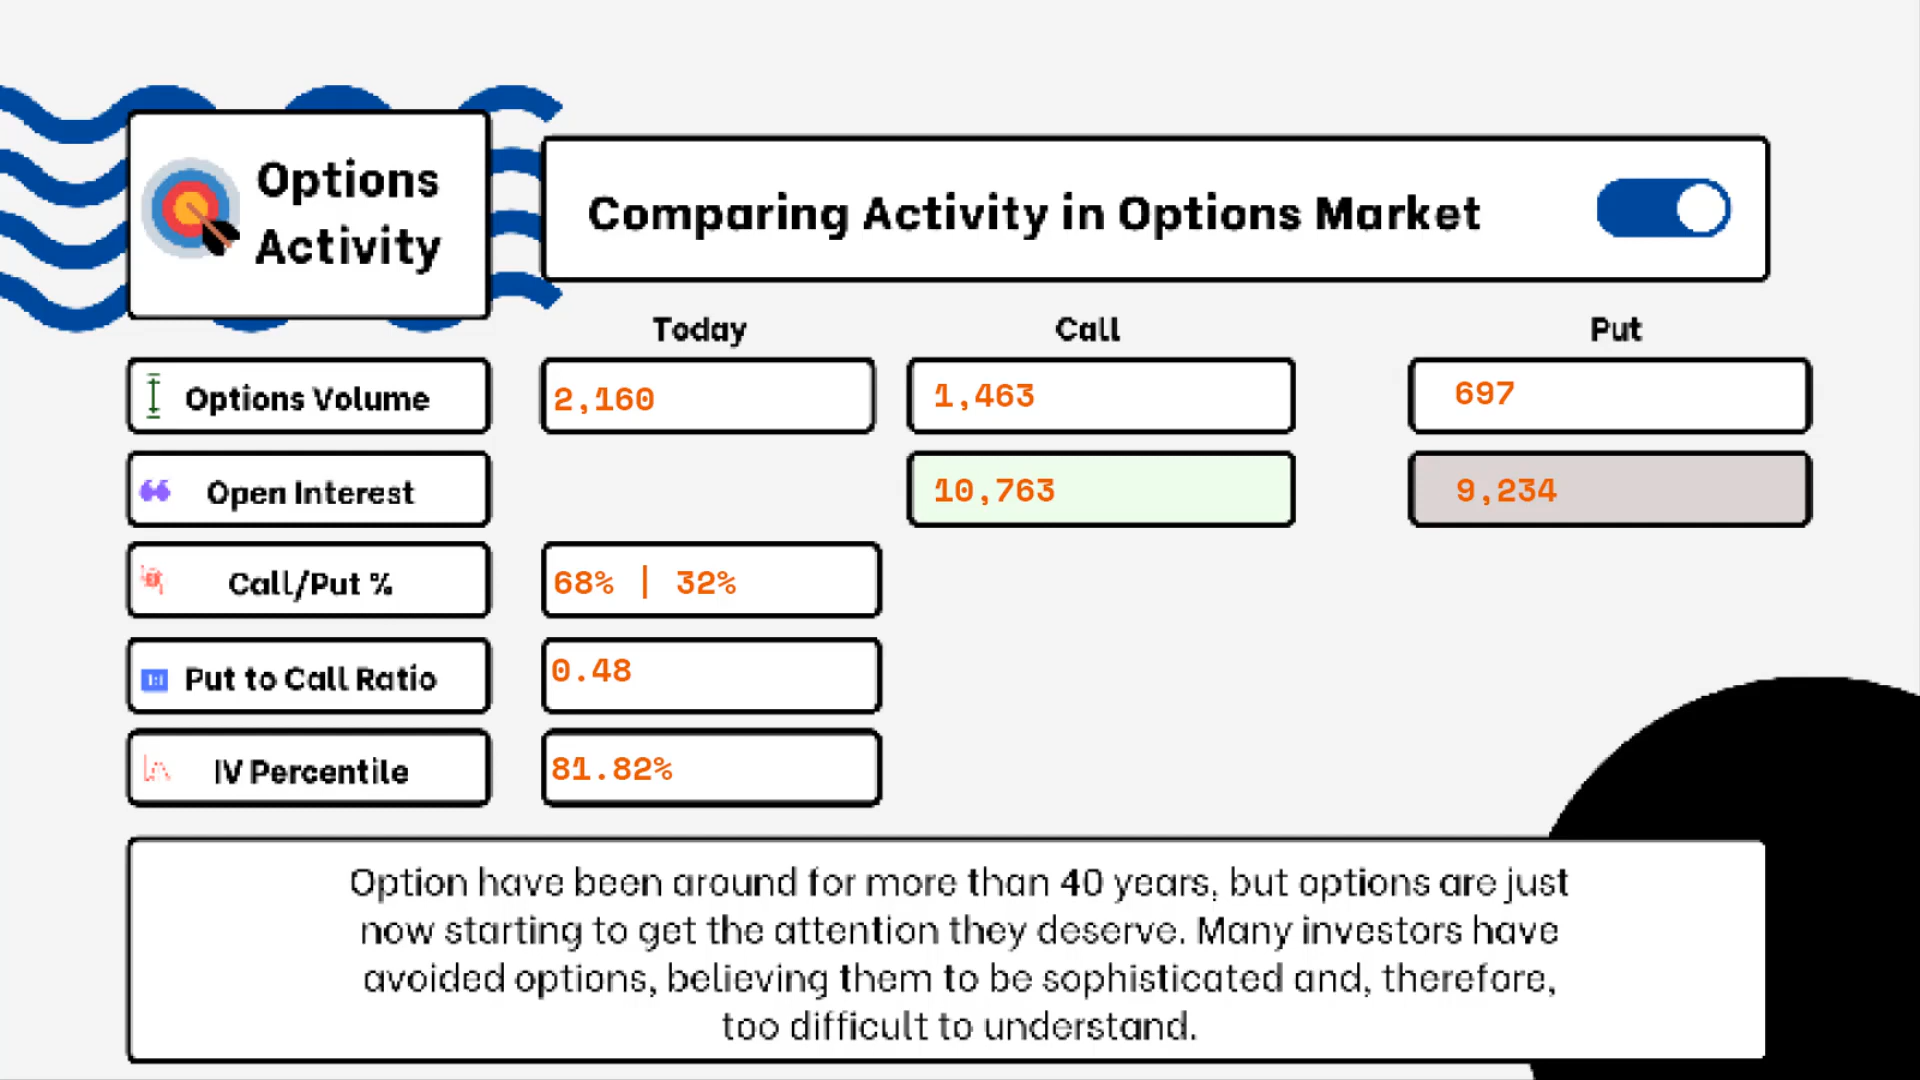 Options
Activity
Comparing Activity in Options Market
Today Call Put
Options Volume 2,160 1,463 697
Open Interest 10,763 9,234
Call/Put % 68% | 32%
1:1 Put to Call Ratio 0.48
IV Percentile 81.82%
Option have been around for more than 40 years, but options are just
now starting to get the attention they deserve. Many investors have
avoided options, believing them to be sophisticated and, therefore,
too difficult to understand.